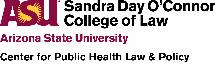 ASU Sandra Day O'Connor
College of Law
Arizona State University
Center for Public Health Law & Policy